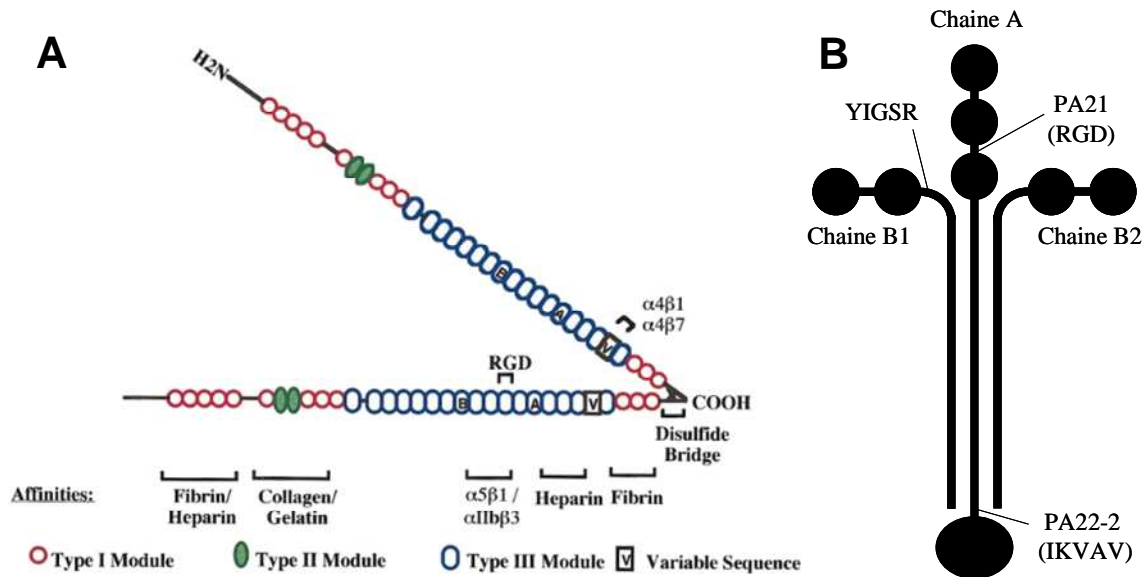 A
H2N
B
A
V
α4β1
α4β7
RGD
B
A
V
COOH
Disulfide
Bridge
Affinities:
Fibrin/
Heparin
Collagen/
Gelatin
α5β1 /
αIIbβ3
Heparin
Fibrin
Type I Module
Type II Module
Type III Module
V
Variable Sequence
B
Chaine A
YIGSR
PA21
(RGD)
Chaine B1
Chaine B2
PA22-2
(IKVAV)